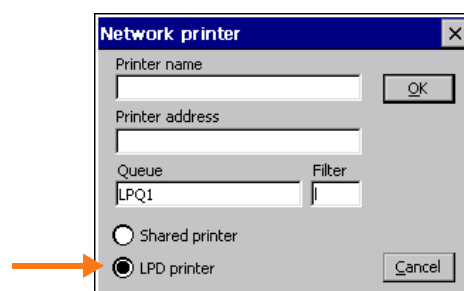 Network printer
Printer name
OK
Printer address
Queue Filter
LPQ1 l
Shared printer
LPD printer Cancel